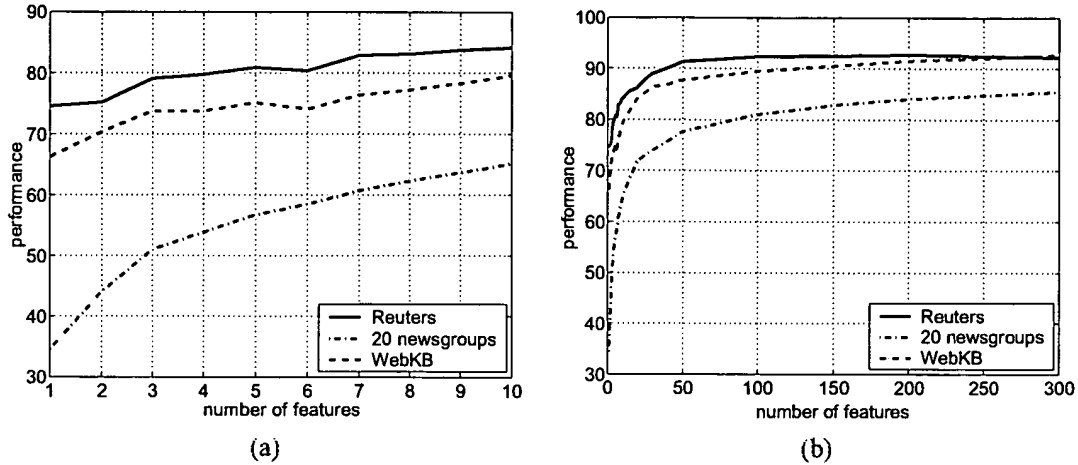 90
80
70
60
50
40
30
performance
1 2 3 4 5 6 7 8 9 10
number of features
Reuters
20 newsgroups
WebKB
(a)
100
90
80
70
60
50
40
30
performance
0 50 100 150 200 250 300
number of features
Reuters
20 newsgroups
WebKB
(b)